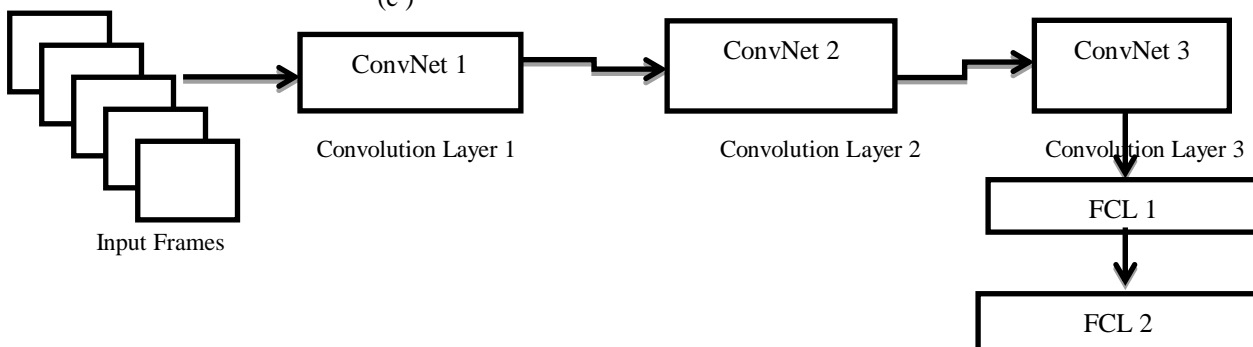 (c )
ConvNet 1
ConvNet 2
ConvNet 3
Convolution Layer 1
Convolution Layer 2
Convolution Layer 3
Input Frames
FCL 1
FCL 2